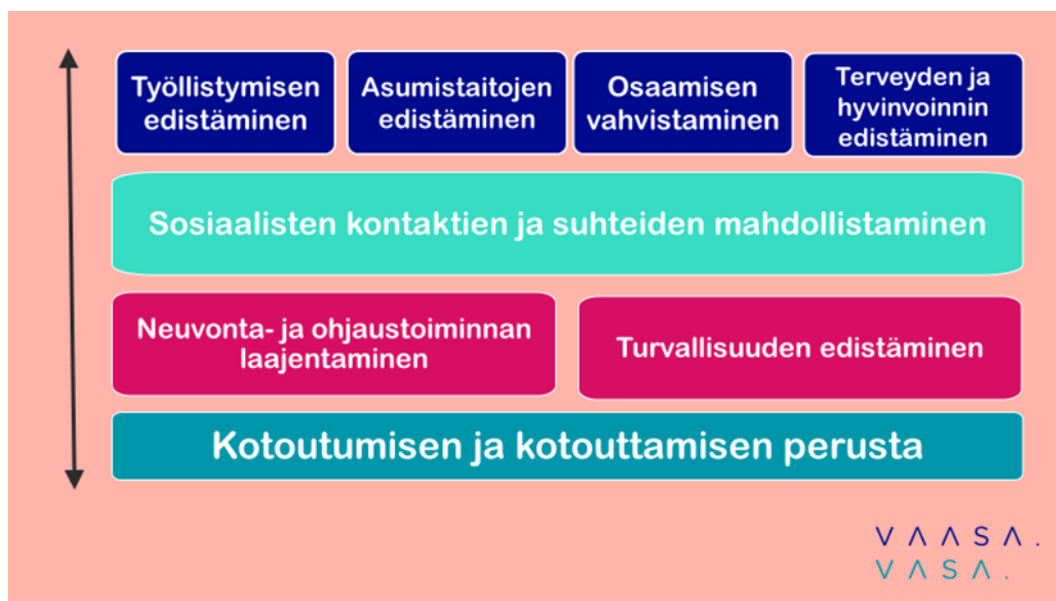 Työllistymisen
edistäminen
Asumistaitojen
edistäminen
Osaamisen
vahvistaminen
Terveyden ja
hyvinvoinnin
edistäminen
Sosiaalisten kontaktien ja suhteiden mahdollistaminen
Neuvonta- ja ohjaustoiminnan
laajentaminen
Turvallisuuden edistäminen
Kotoutumisen ja kotouttamisen perusta
VAASA.
VASA.